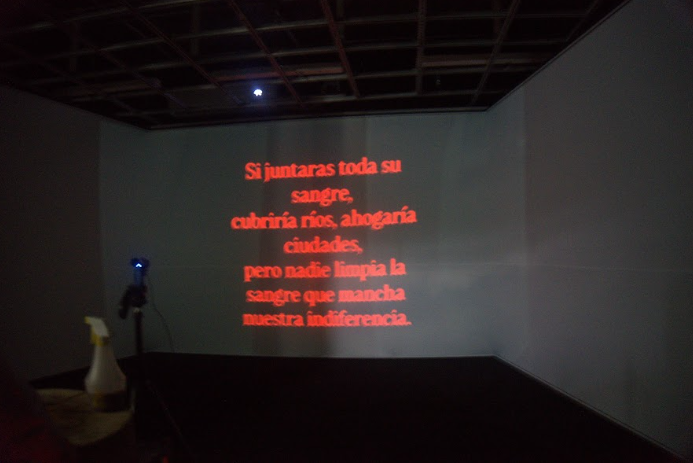 Si juntaras toda su
sangre,
cubriría ríos, ahogaría
ciudades,
pero nadie limpia la
sangre que mancha
nuestra indiferencia.